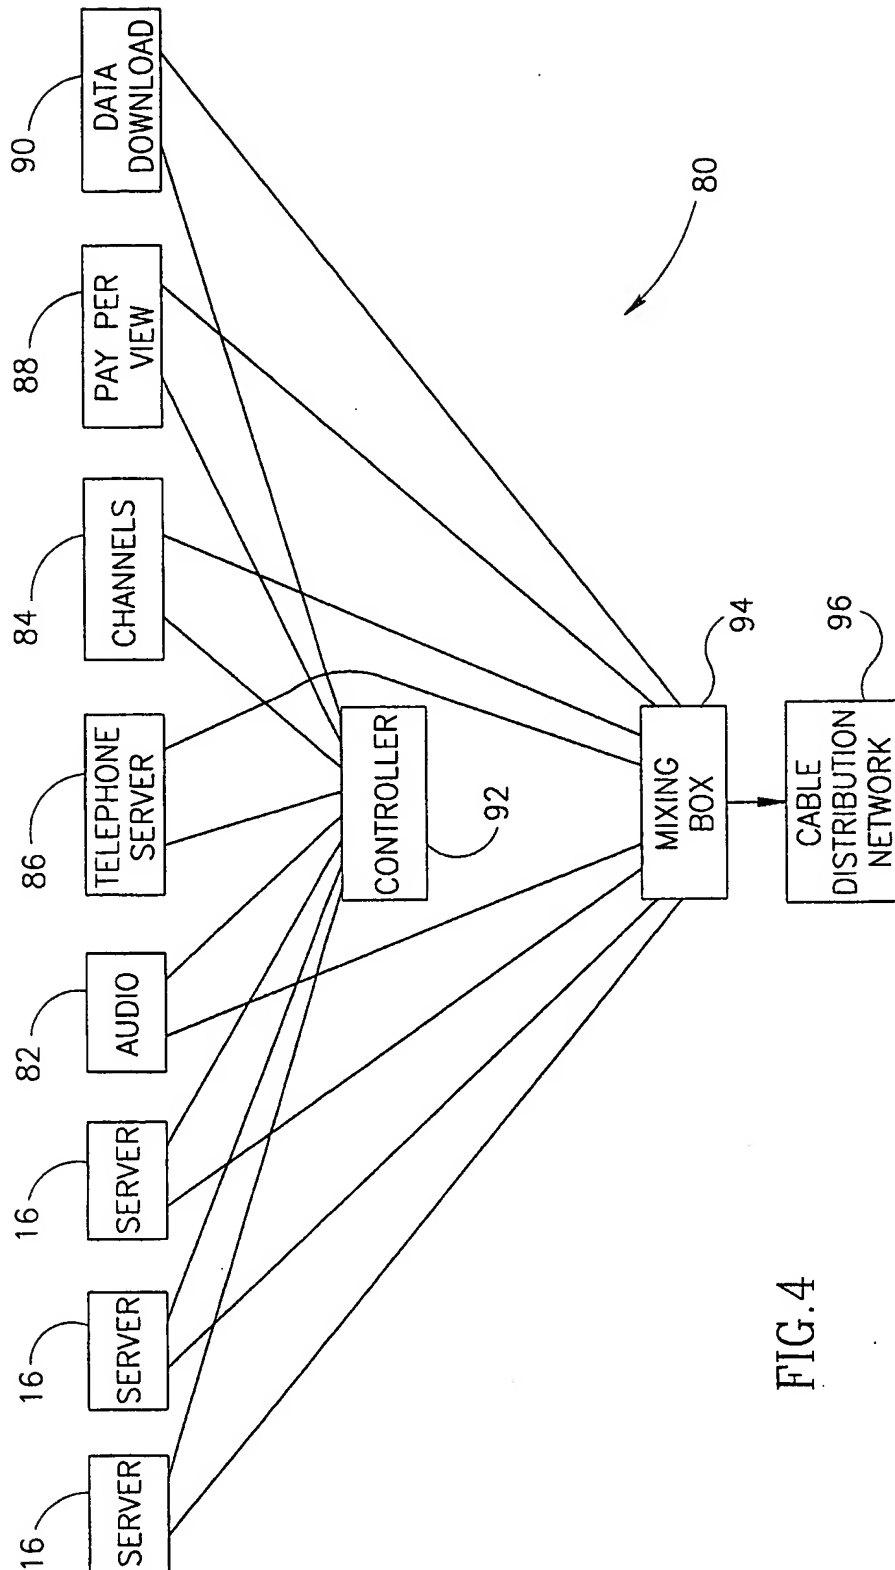 16
SERVER
16
SERVER
16
SERVER
82
AUDIO
86
TELEPHONE
SERVER
84
CHANNELS
88
PAY PER
VIEW
90
DATA
DOWNLOAD
CONTROLLER
92
80
MIXING
BOX
94
CABLE
DISTRIBUTION
NETWORK
96
FIG.4